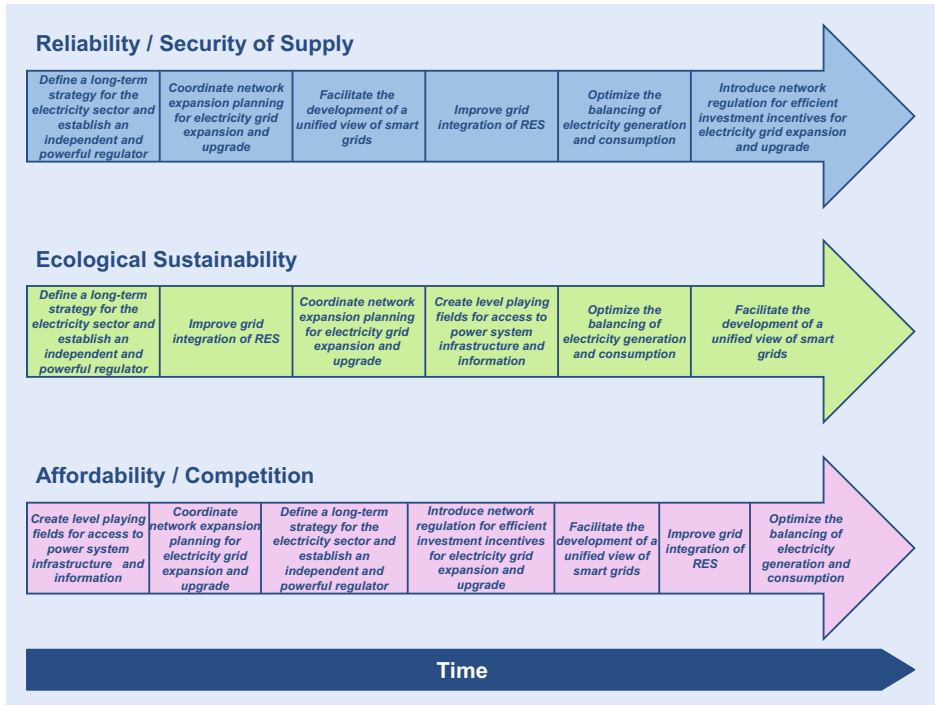 Reliability / Security of Supply
Define a long-term
strategy for the
electricity sector and
establish an
independent and
powerful regulator
Coordinate network
expansion planning
for electricity grid
expansion and
upgrade
Facilitate the
development of a
unified view of smart
grids
Improve grid
integration of RES
Optimize the
balancing of
electricity generation
and consumption
Introduce network
regulation for efficient
investment incentives for
electricity grid expansion
and upgrade
Ecological Sustainability
Define a long-term
strategy for the
electricity sector and
establish an
independent and
powerful regulator
Improve grid
integration of RES
Coordinate network
expansion planning
for electricity grid
expansion and
upgrade
Create level playing
fields for access to
power system
infrastructure and
information
Optimize the
balancing of
electricity generation
and consumption
Facilitate the
development of a
unified view of smart
grids
Affordability / Competition
Create level playing
fields for access to
power system
infrastructure and
information
Coordinate
network expansion
planning for
electricity grid
expansion and
upgrade
Define a long-term
strategy for the
electricity sector and
establish an
independent and
powerful regulator
Introduce network
regulation for efficient
investment incentives
for electricity grid
expansion and
upgrade
Facilitate the
development of a
unified view of
smart grids
Improve grid
integration of
RES
Optimize the
balancing of
electricity
generation and
consumption
Time